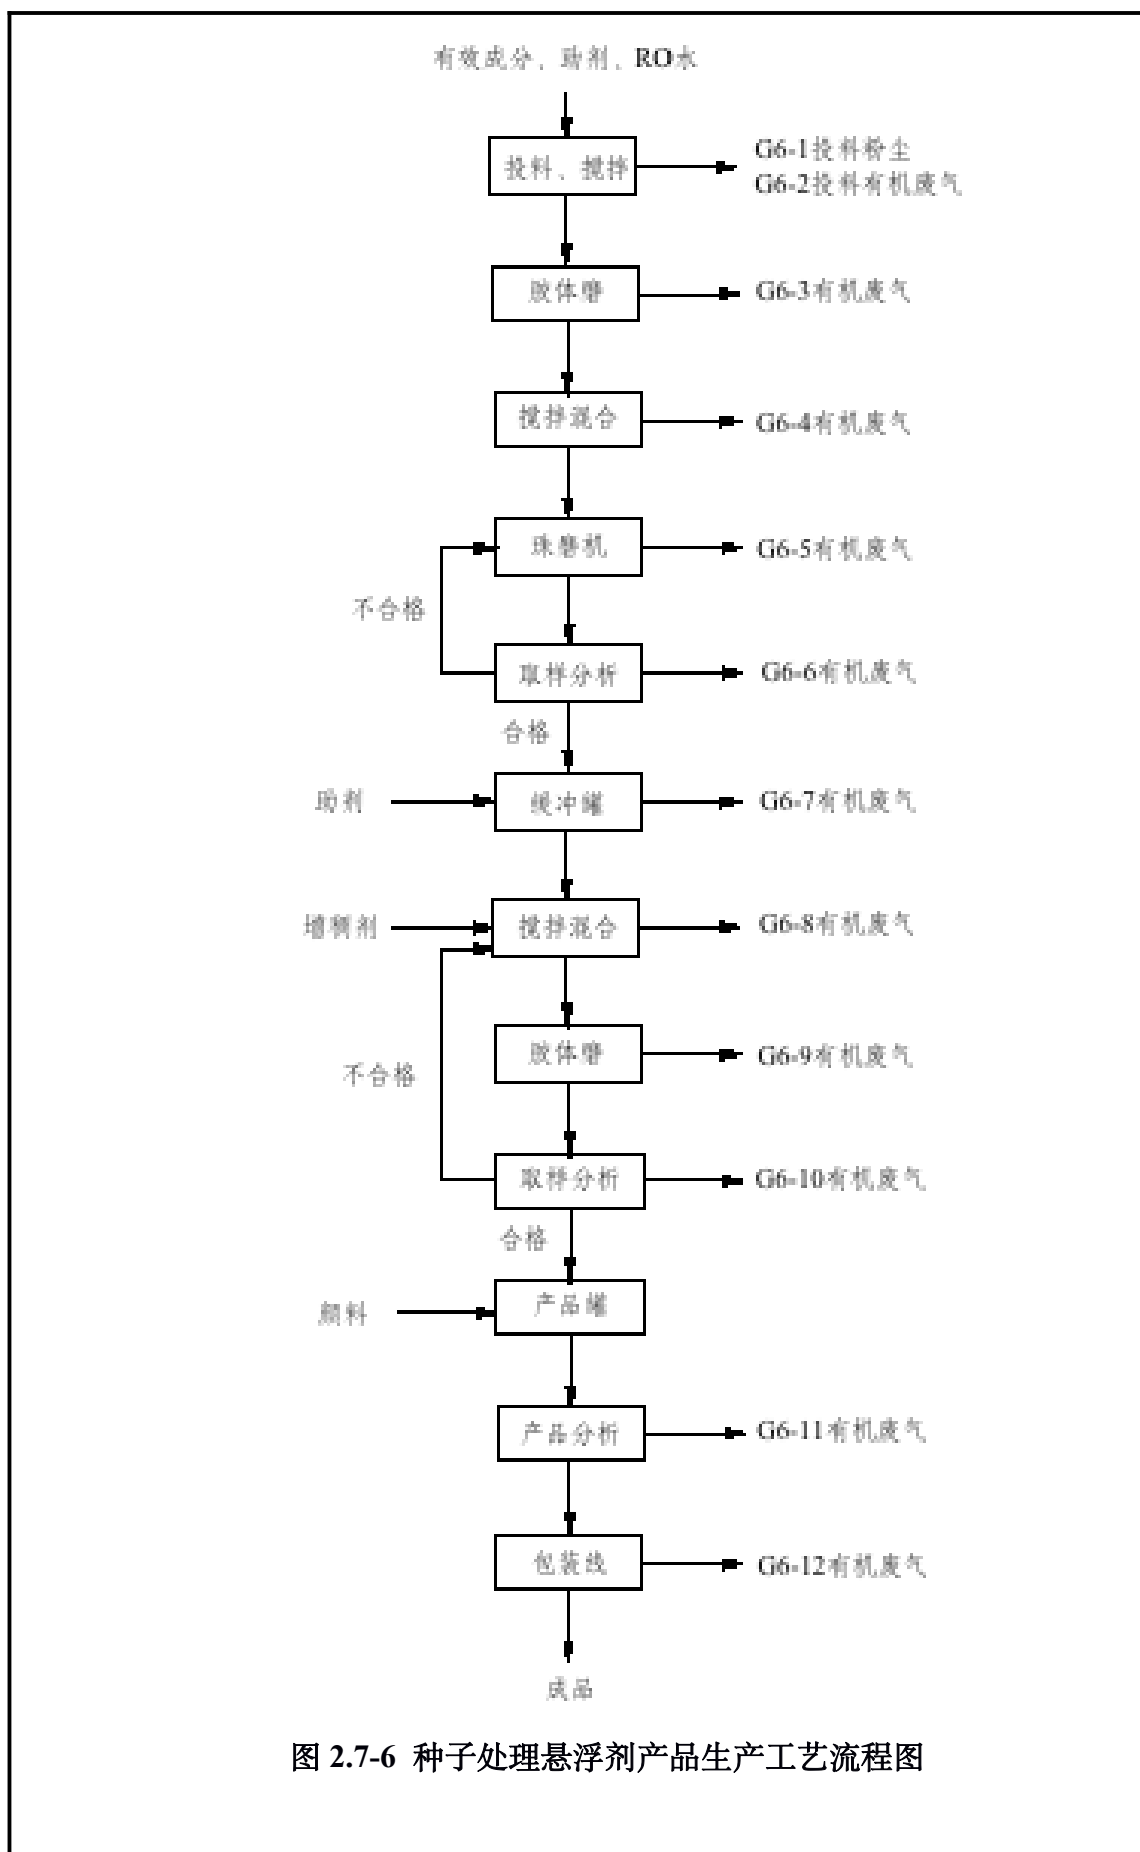 有效成分、助剂、RO水
投料、搅拌
G6-1投料粉尘
G6-2投料有机废气
胶体磨
G6-3有机废气
搅拌混合
G6-4有机废气
珠磨机
G6-5有机废气
不合格
取样分析
G6-6有机废气
合格
助剂
缓冲罐
G6-7有机废气
增稠剂
搅拌混合
G6-8有机废气
胶体磨
G6-9有机废气
不合格
取样分析
G6-10有机废气
合格
颜料
产品罐
产品分析
G6-11有机废气
包装线
G6-12有机废气
成品
图 2.7-6 种子处理悬浮剂产品生产工艺流程图